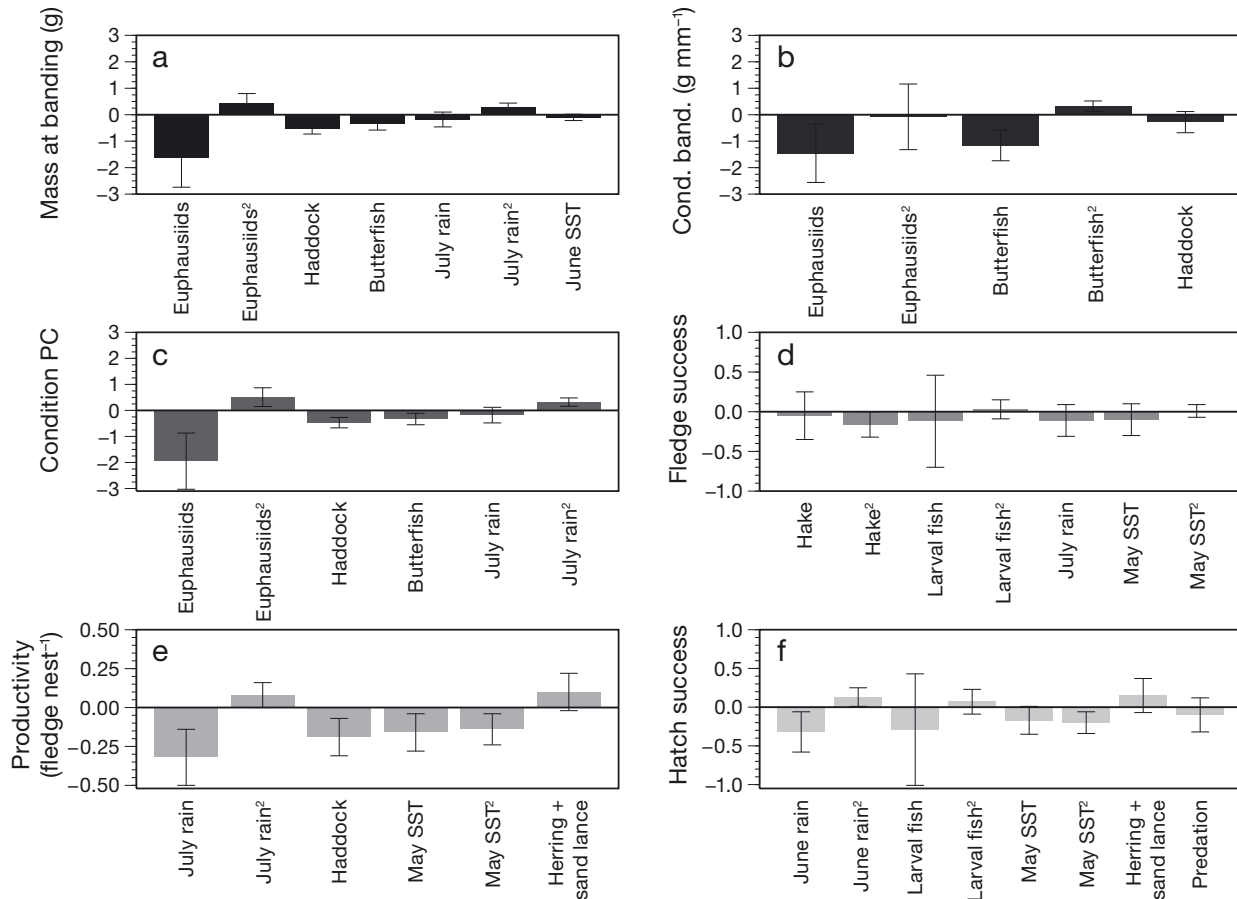 Mass at banding (g)
3
2
1
0
−1
−2
−3
a
Euphausiids
Euphausiids²
Haddock
Butterfish
July rain
July rain²
June SST
Cond. band. (g mm⁻¹)
3
2
1
0
−1
−2
−3
b
Euphausiids
Euphausiids²
Butterfish
Butterfish²
Haddock
Condition PC
3
2
1
0
−1
−2
−3
c
Euphausiids
Euphausiids²
Haddock
Butterfish
July rain
July rain²
Fledge success
1.0
0.5
0.0
−0.5
−1.0
d
Hake
Hake²
Larval fish
Larval fish²
July rain
May SST
May SST²
Productivity
(fledge nest⁻¹)
0.50
0.25
0.00
−0.25
−0.50
e
July rain
July rain²
Haddock
May SST
May SST²
Herring +
sand lance
Hatch success
1.0
0.5
0.0
−0.5
−1.0
f
June rain
June rain²
Larval fish
Larval fish²
May SST
May SST²
Herring +
sand lance
Predation